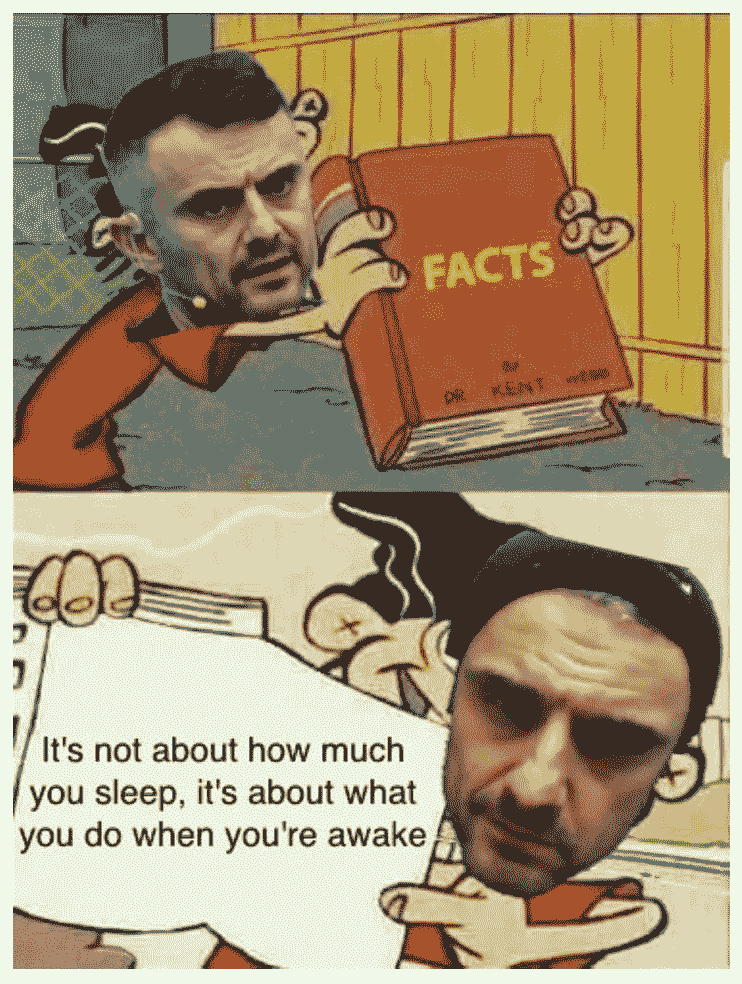 FACTS
By
DR KENT
It's not about how much
you sleep, it's about what
you do when you're awake